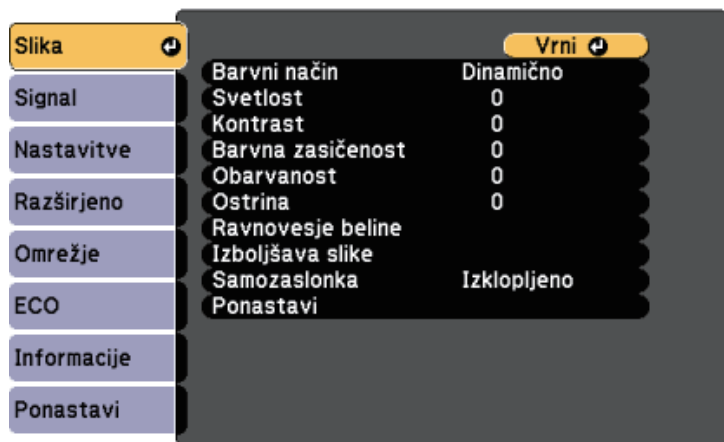 Slika
Signal
Nastavitve
Razširjeno
Omrežje
ECO
Informacije
Ponastavi
Vrni
Barvni način Dinamično
Svetlost 0
Kontrast 0
Barvna zasičenost 0
Obarvanost 0
Ostrina 0
Ravnovesje beline
Izboljšava slike
Samozaslonka Izklopljeno
Ponastavi